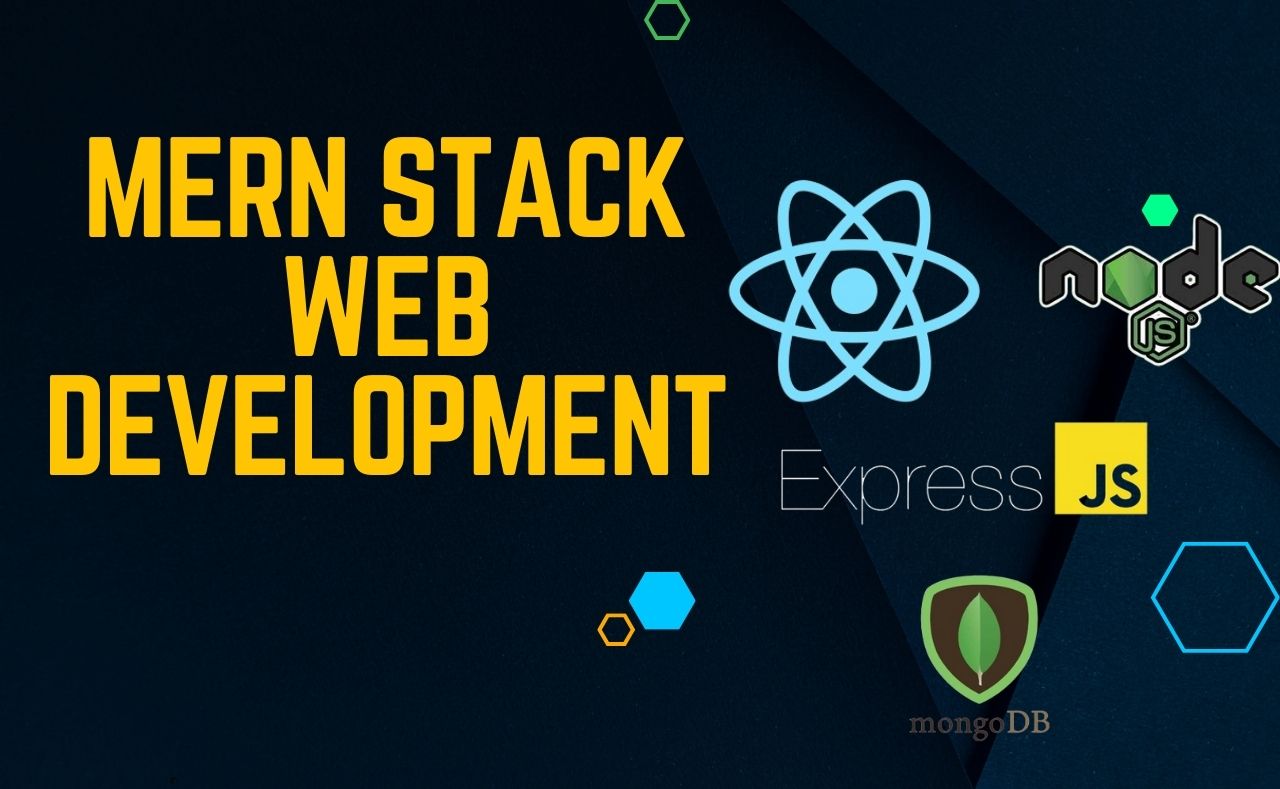 MERN STACK
WEB
DEVELOPMENT
node
JS®
Express JS
mongoDB